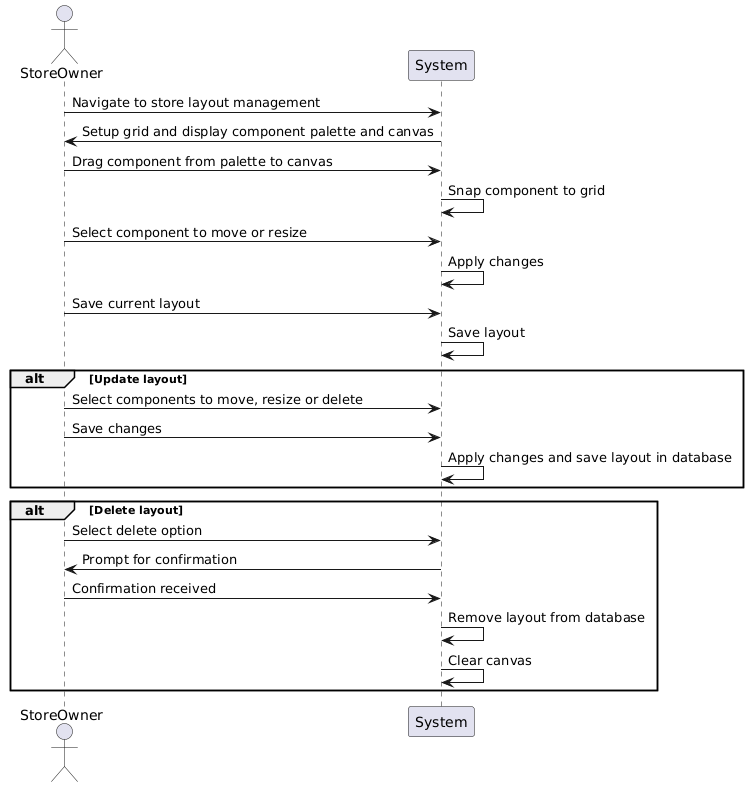 StoreOwner
System
Navigate to store layout management
Setup grid and display component palette and canvas
Drag component from palette to canvas
Snap component to grid
Select component to move or resize
Apply changes
Save current layout
Save layout
alt [Update layout]
Select components to move, resize or delete
Save changes
Apply changes and save layout in database
alt [Delete layout]
Select delete option
Prompt for confirmation
Confirmation received
Remove layout from database
Clear canvas
StoreOwner
System